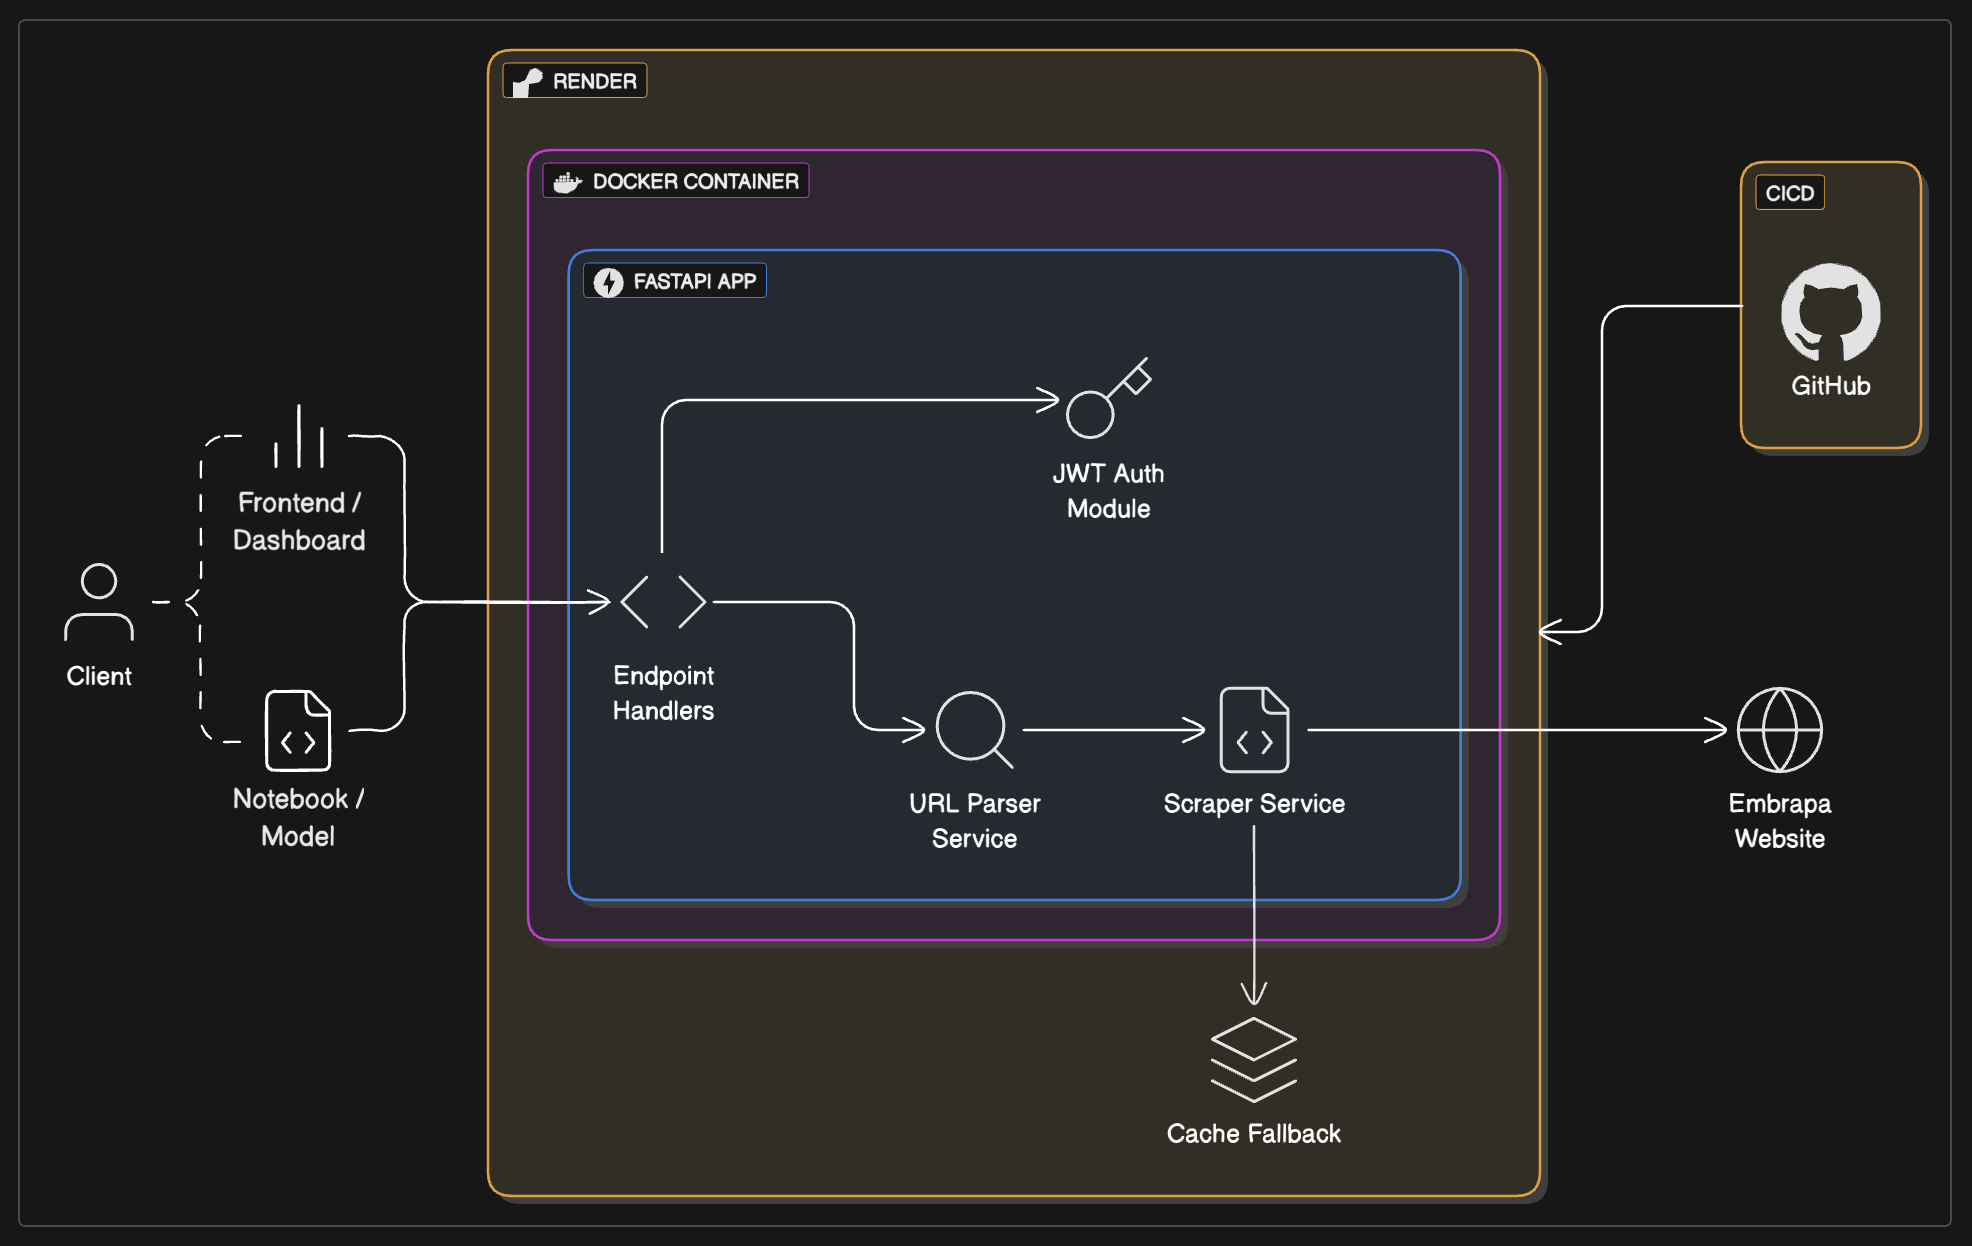 RENDER
DOCKER CONTAINER
CICD
FASTAPI APP
GitHub
JWT Auth
Module
Frontend /
Dashboard
Client
Endpoint
Handlers
Notebook /
Model
URL Parser
Service
Scraper Service
Embrapa
Website
Cache Fallback